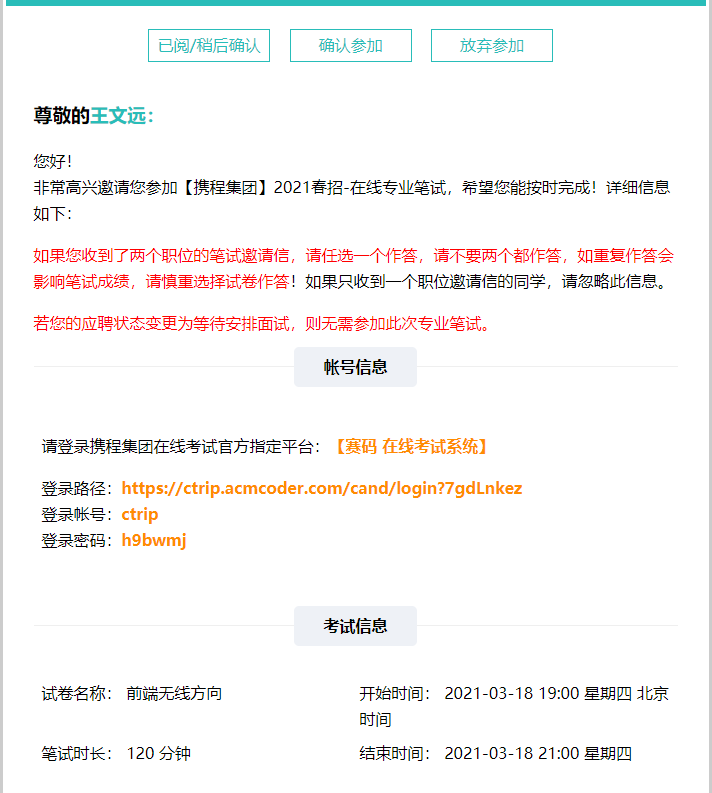 已阅/稍后确认 确认参加 放弃参加
尊敬的王文远：
您好！
非常高兴邀请您参加【携程集团】2021春招-在线专业笔试，希望您能按时完成！详细信息
如下：
如果您收到了两个职位的笔试邀请信，请任选一个作答，请不要两个都作答，如重复作答会
影响笔试成绩，请慎重选择试卷作答！如果只收到一个职位邀请信的同学，请忽略此信息。
若您的应聘状态变更为等待安排面试，则无需参加此次专业笔试。
帐号信息
请登录携程集团在线考试官方指定平台：【赛码 在线考试系统】
登录路径：https://ctrip.acmcoder.com/cand/login?7gdLnkez
登录帐号：ctrip
登录密码：h9bwmj
考试信息
试卷名称： 前端无线方向
开始时间： 2021-03-18 19:00 星期四 北京
时间
笔试时长： 120 分钟
结束时间： 2021-03-18 21:00 星期四